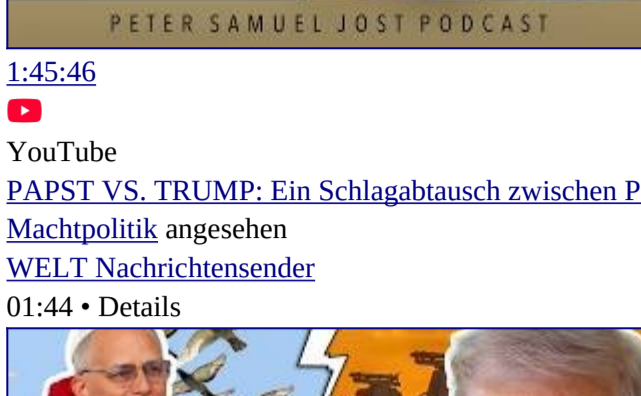 PETER SAMUEL JOST PODCAST
1:45:46
YouTube
PAPST VS. TRUMP: Ein Schlagabtausch zwischen P
Machtpolitik angesehen
WELT Nachrichtensender
01:44 • Details